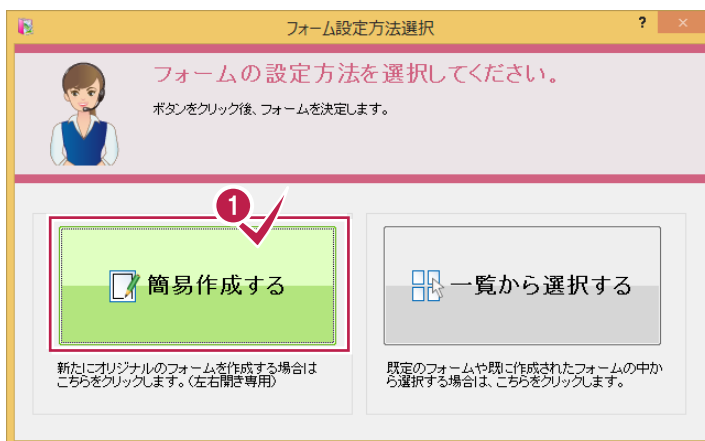 フォーム設定方法選択
?
×
フォームの設定方法を選択してください。
ボタンをクリック後、フォームを決定します。
1
簡易作成する
新たにオリジナルのフォームを作成する場合は
こちらをクリックします。(左右開き専用)
一覧から選択する
既定のフォームや既に作成されたフォームの中か
ら選択する場合は、こちらをクリックします。